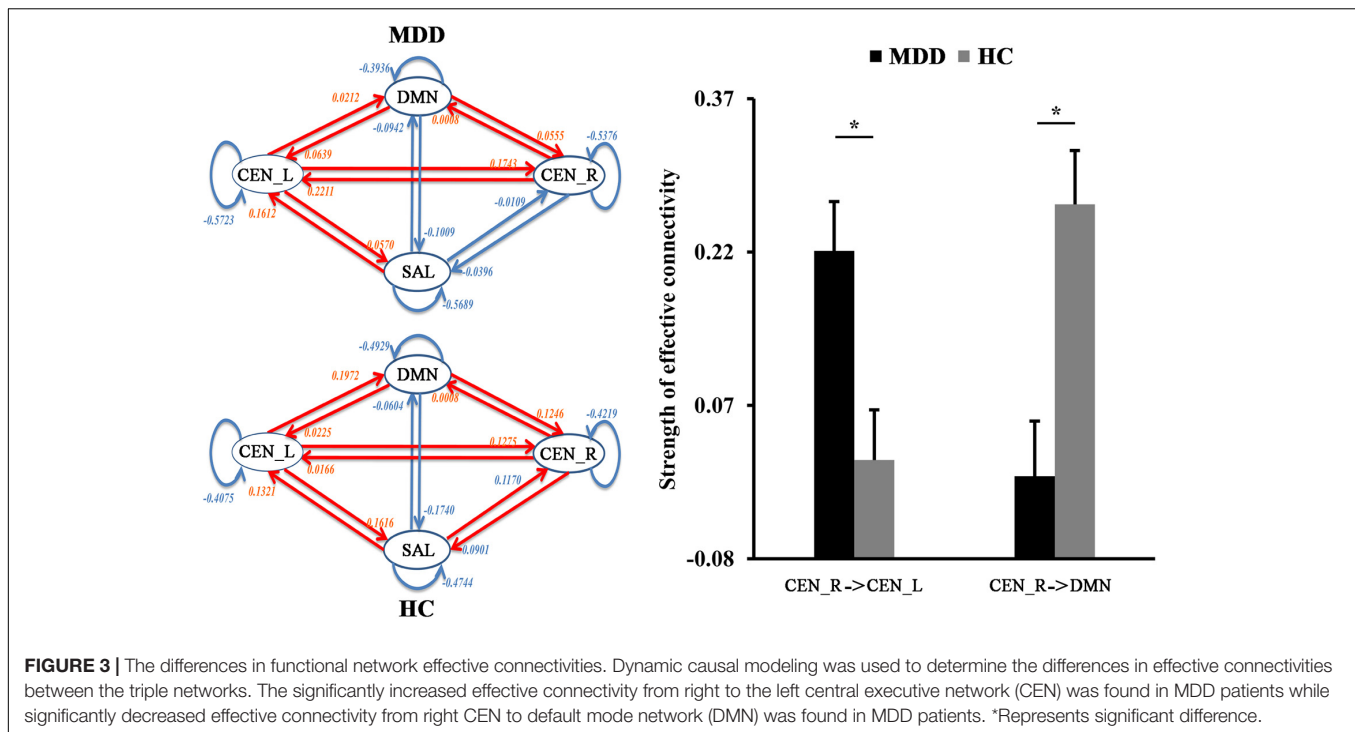 MDD
-0.3936
DMN
0.0212
-0.0942
0.0008
0.0555
-0.5376
0.0639
0.1743
CEN_L
CEN_R
0.2211
-0.5723
0.1612
-0.0109
0.0570
-0.1009
-0.0396
SAL
-0.5689
-0.4929
DMN
0.1972
-0.0604
0.0008
0.1246
-0.4219
0.0225
0.1275
CEN_L
CEN_R
0.0166
-0.4075
0.1321
0.1170
0.1616
-0.1740
0.0901
SAL
-0.4744
HC
MDD HC
Strength of effective connectivity
0.37
0.22
0.07
-0.08
*
*
CEN_R->CEN_L
CEN_R->DMN
FIGURE 3 | The differences in functional network effective connectivities. Dynamic causal modeling was used to determine the differences in effective connectivities
between the triple networks. The significantly increased effective connectivity from right to the left central executive network (CEN) was found in MDD patients while
significantly decreased effective connectivity from right CEN to default mode network (DMN) was found in MDD patients. *Represents significant difference.